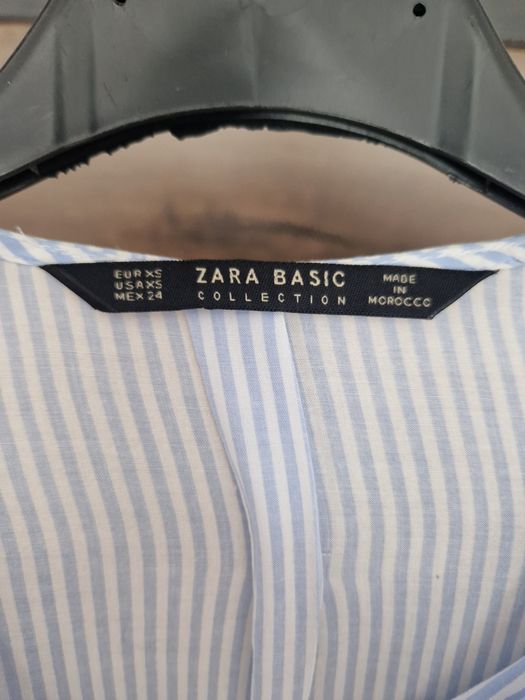 EUR XS
USA XS
MEX 24
ZARA BASIC
COLLECTION
MADE
IN
MOROCCO